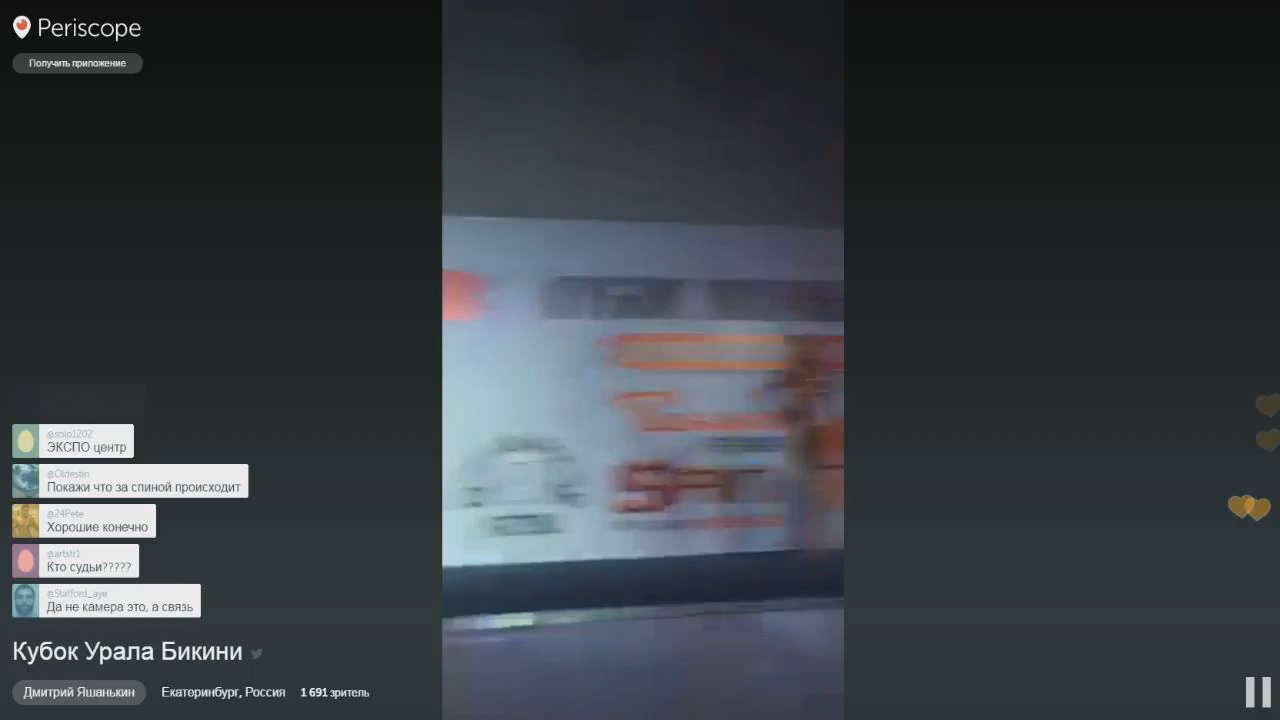 Periscope
Получить приложение
@solo1202
ЭКСПО центр
@Oldestin
Покажи что за спиной происходит
@24Pete
Хорошие конечно
@artstr1
Кто судьи?????
@Stafford_aye
Да не камера это, а связь
Кубок Урала Бикини
Дмитрий Яшанькин Екатеринбург, Россия 1 691 зритель